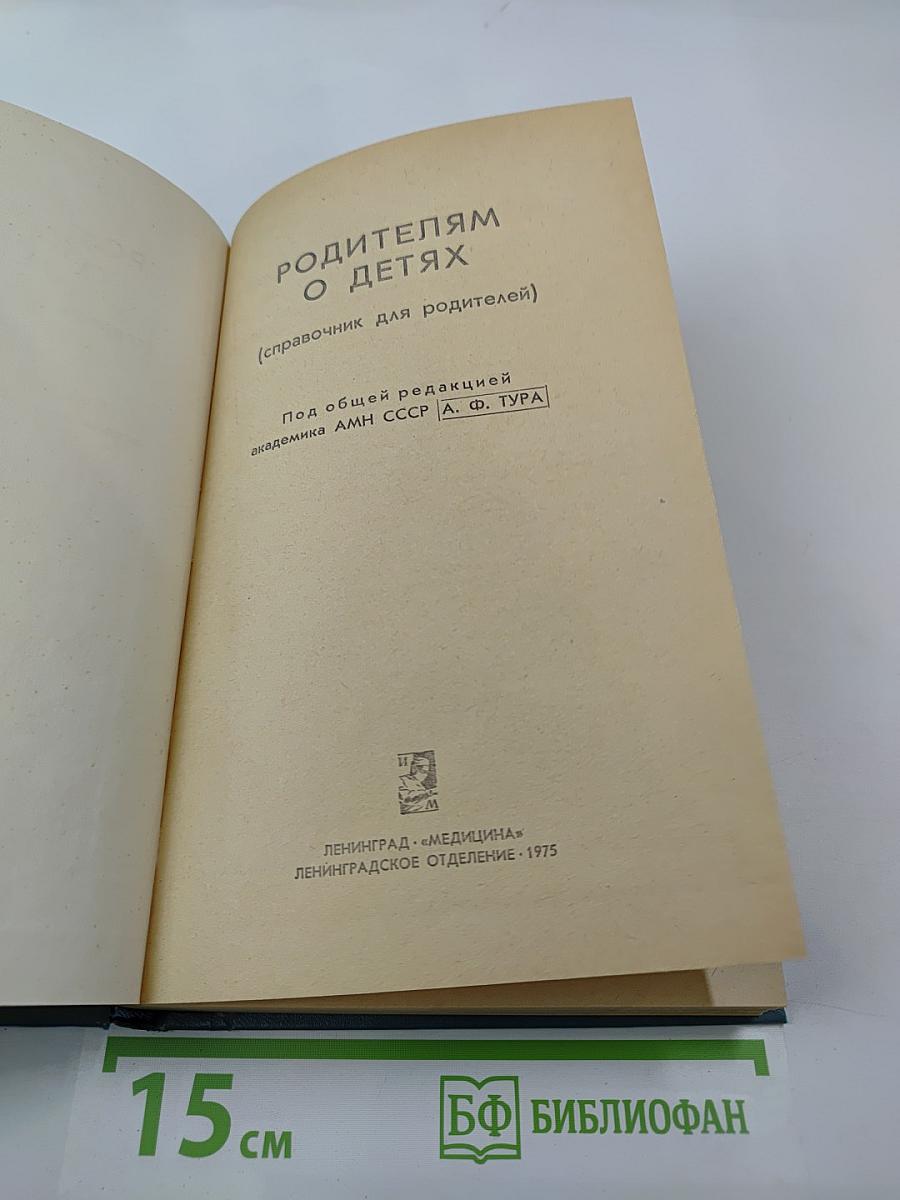 РОДИТЕЛЯМ
О ДЕТЯХ
(справочник для родителей)
Под общей редакцией
академика АМН СССР А. Ф. ТУРА
И
М
ЛЕНИНГРАД · «МЕДИЦИНА»
ЛЕНИНГРАДСКОЕ ОТДЕЛЕНИЕ · 1975
15 см
БФ БИБЛИОФАН